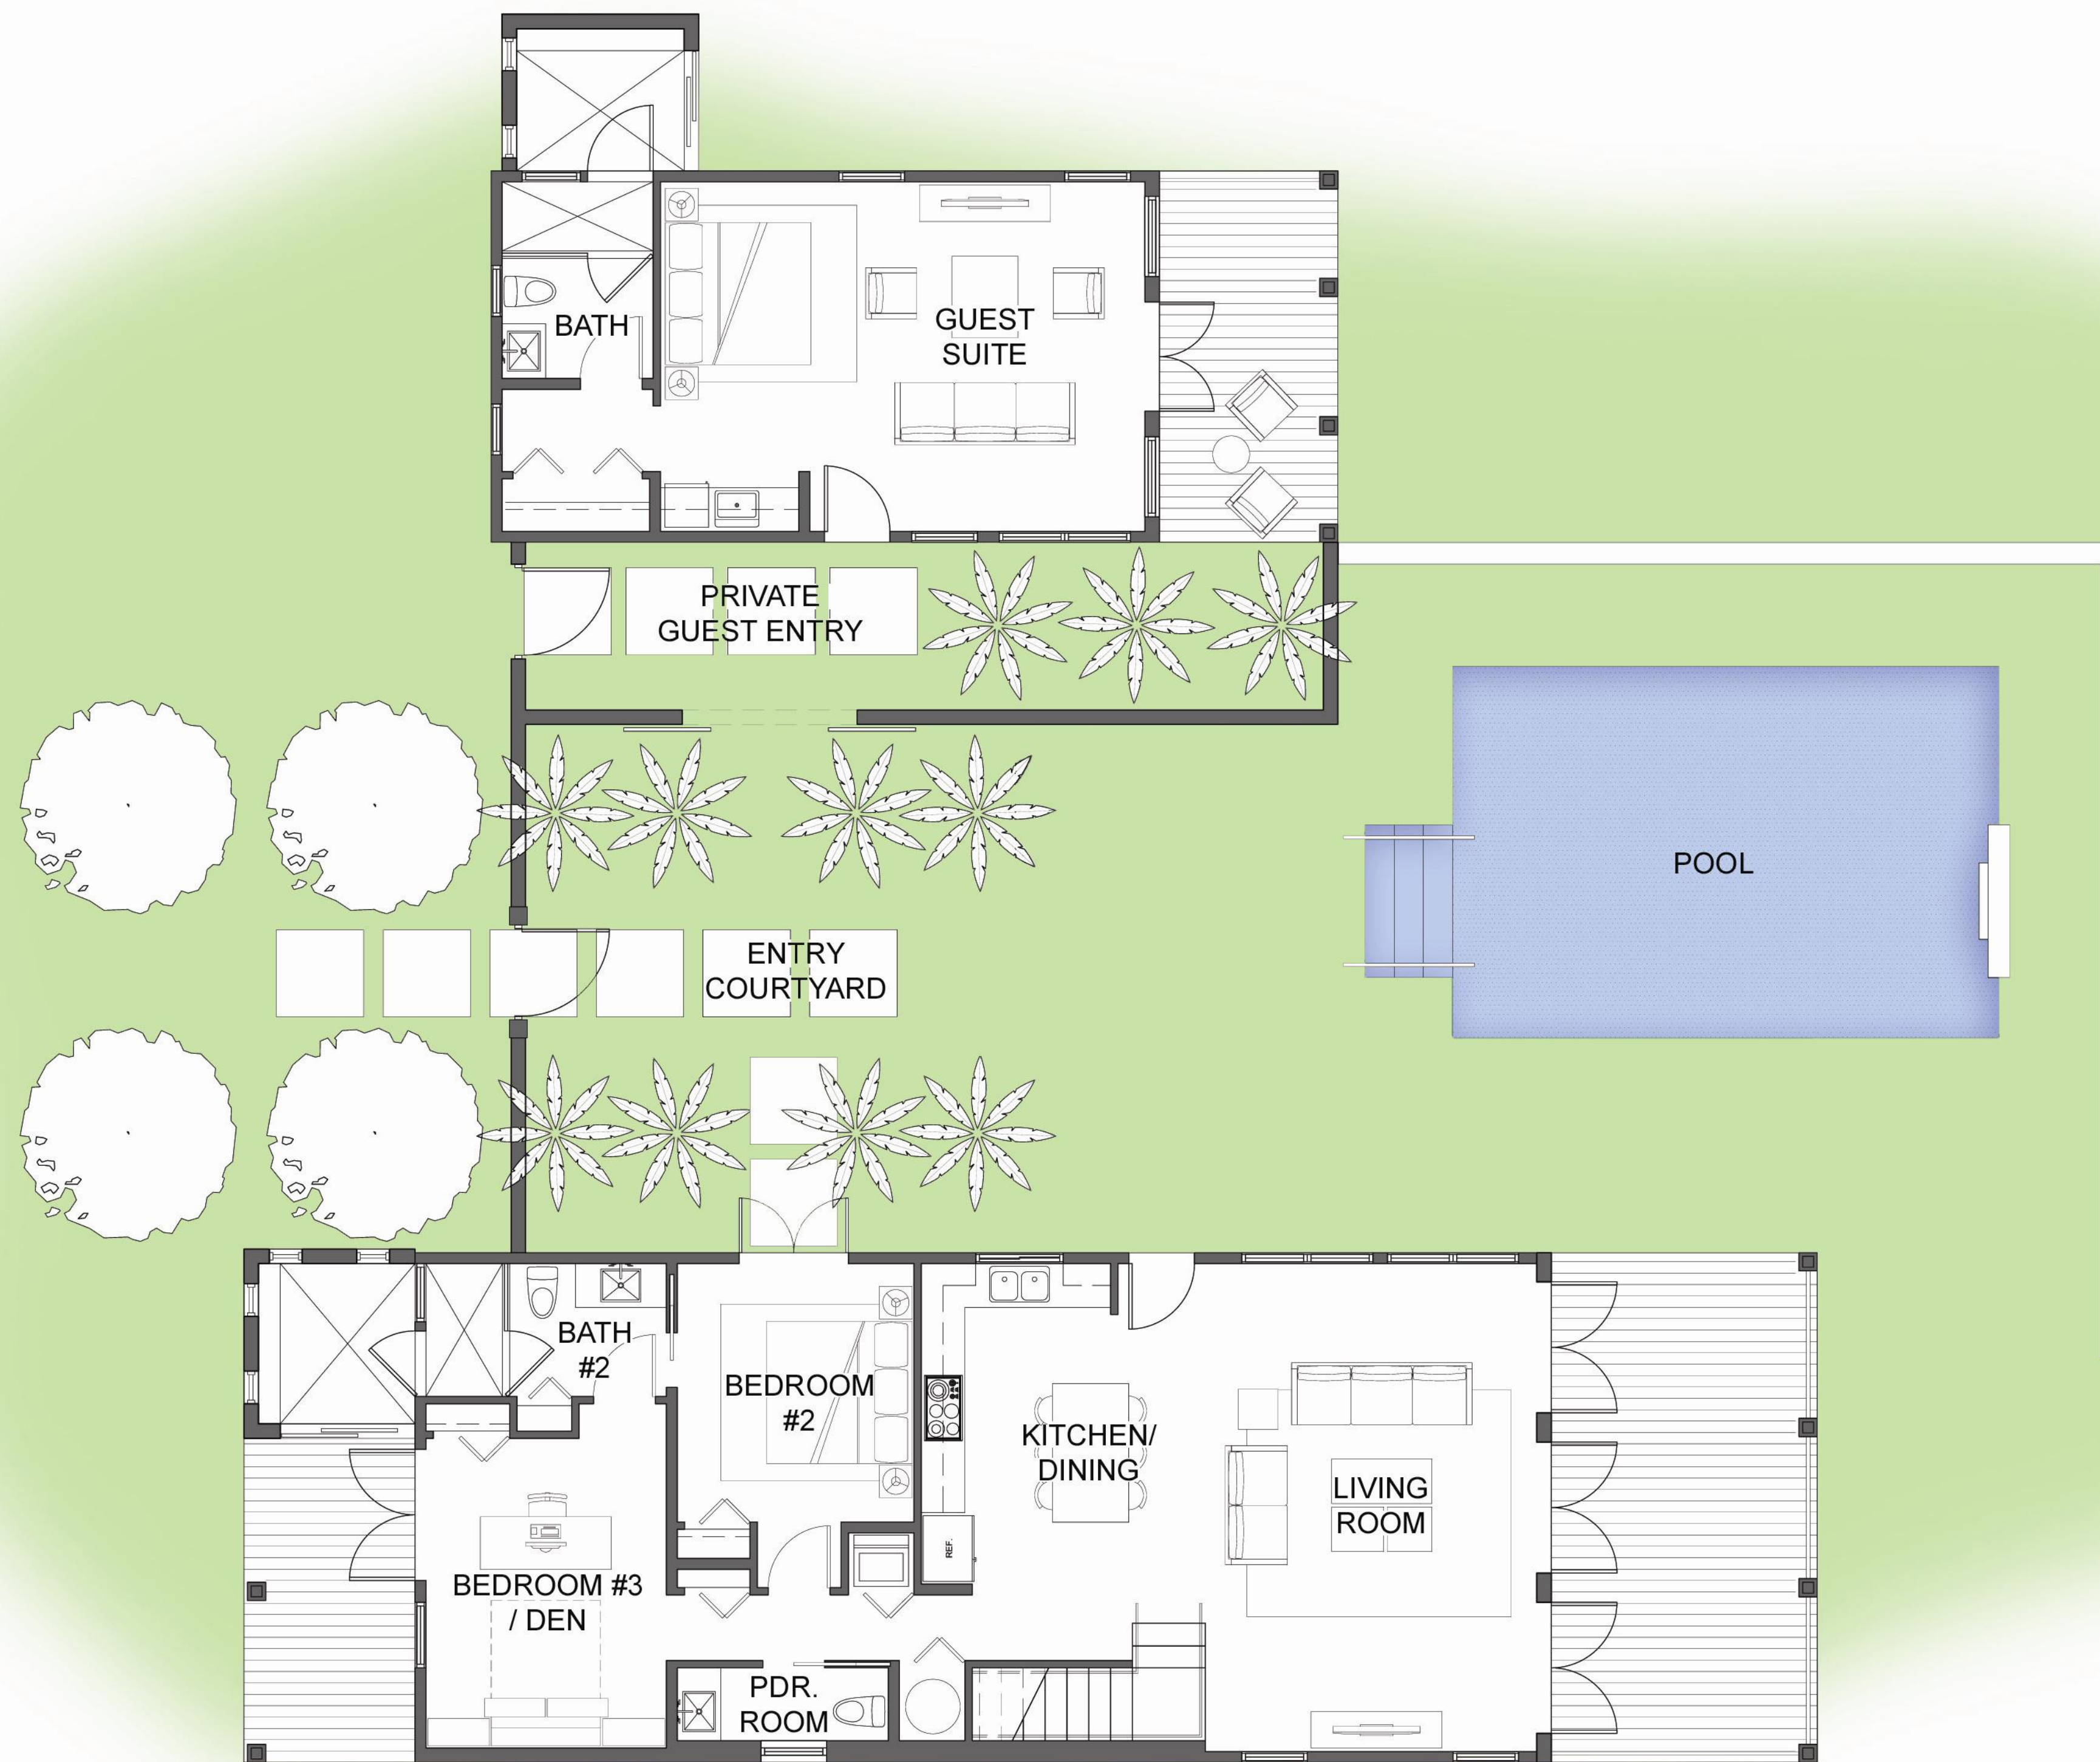 BATH
GUEST
SUITE
PRIVATE
GUEST ENTRY
POOL
ENTRY
COURTYARD
BATH
#2
BEDROOM
#2
KITCHEN/
DINING
LIVING
ROOM
REF.
BEDROOM #3
/ DEN
PDR.
ROOM